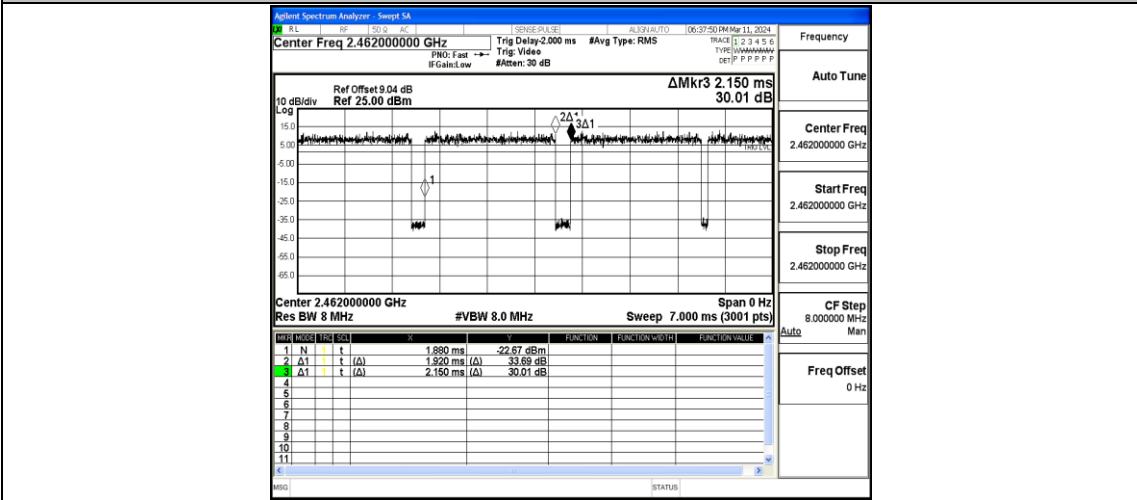 Agilent Spectrum Analyzer - Swept SA
RL RF 50 Ω AC SENSE:PULSE ALIGN AUTO 06:37:50 PM Mar 11, 2024
Center Freq 2.462000000 GHz Trig Delay-2.000 ms #Avg Type: RMS TRACE 1 2 3 4 5 6
PNO: Fast Trig: Video TYPE WWWWWW
IFGain:Low #Atten: 30 dB DET P P P P P P
Frequency
Auto Tune
Center Freq
2.462000000 GHz
Start Freq
2.462000000 GHz
Stop Freq
2.462000000 GHz
CF Step
8.000000 MHz
Auto Man
Freq Offset
0 Hz
ΔMkr3 2.150 ms
30.01 dB
Ref Offset 9.04 dB
10 dB/div Ref 25.00 dBm
Log
15.0
5.00
-5.00
-15.0
-25.0
-35.0
-45.0
-55.0
-65.0
2Δ1
3Δ1
TRIG LVL
1
Center 2.462000000 GHz Span 0 Hz
Res BW 8 MHz #VBW 8.0 MHz Sweep 7.000 ms (3001 pts)
MKR MODE TRC SCL X Y FUNCTION FUNCTION WIDTH FUNCTION VALUE
1 N 1 t 1.880 ms -22.67 dBm
2 Δ1 1 t (Δ) 1.920 ms (Δ) 33.69 dB
3 Δ1 1 t (Δ) 2.150 ms (Δ) 30.01 dB
4
5
6
7
8
9
10
11
MSG STATUS